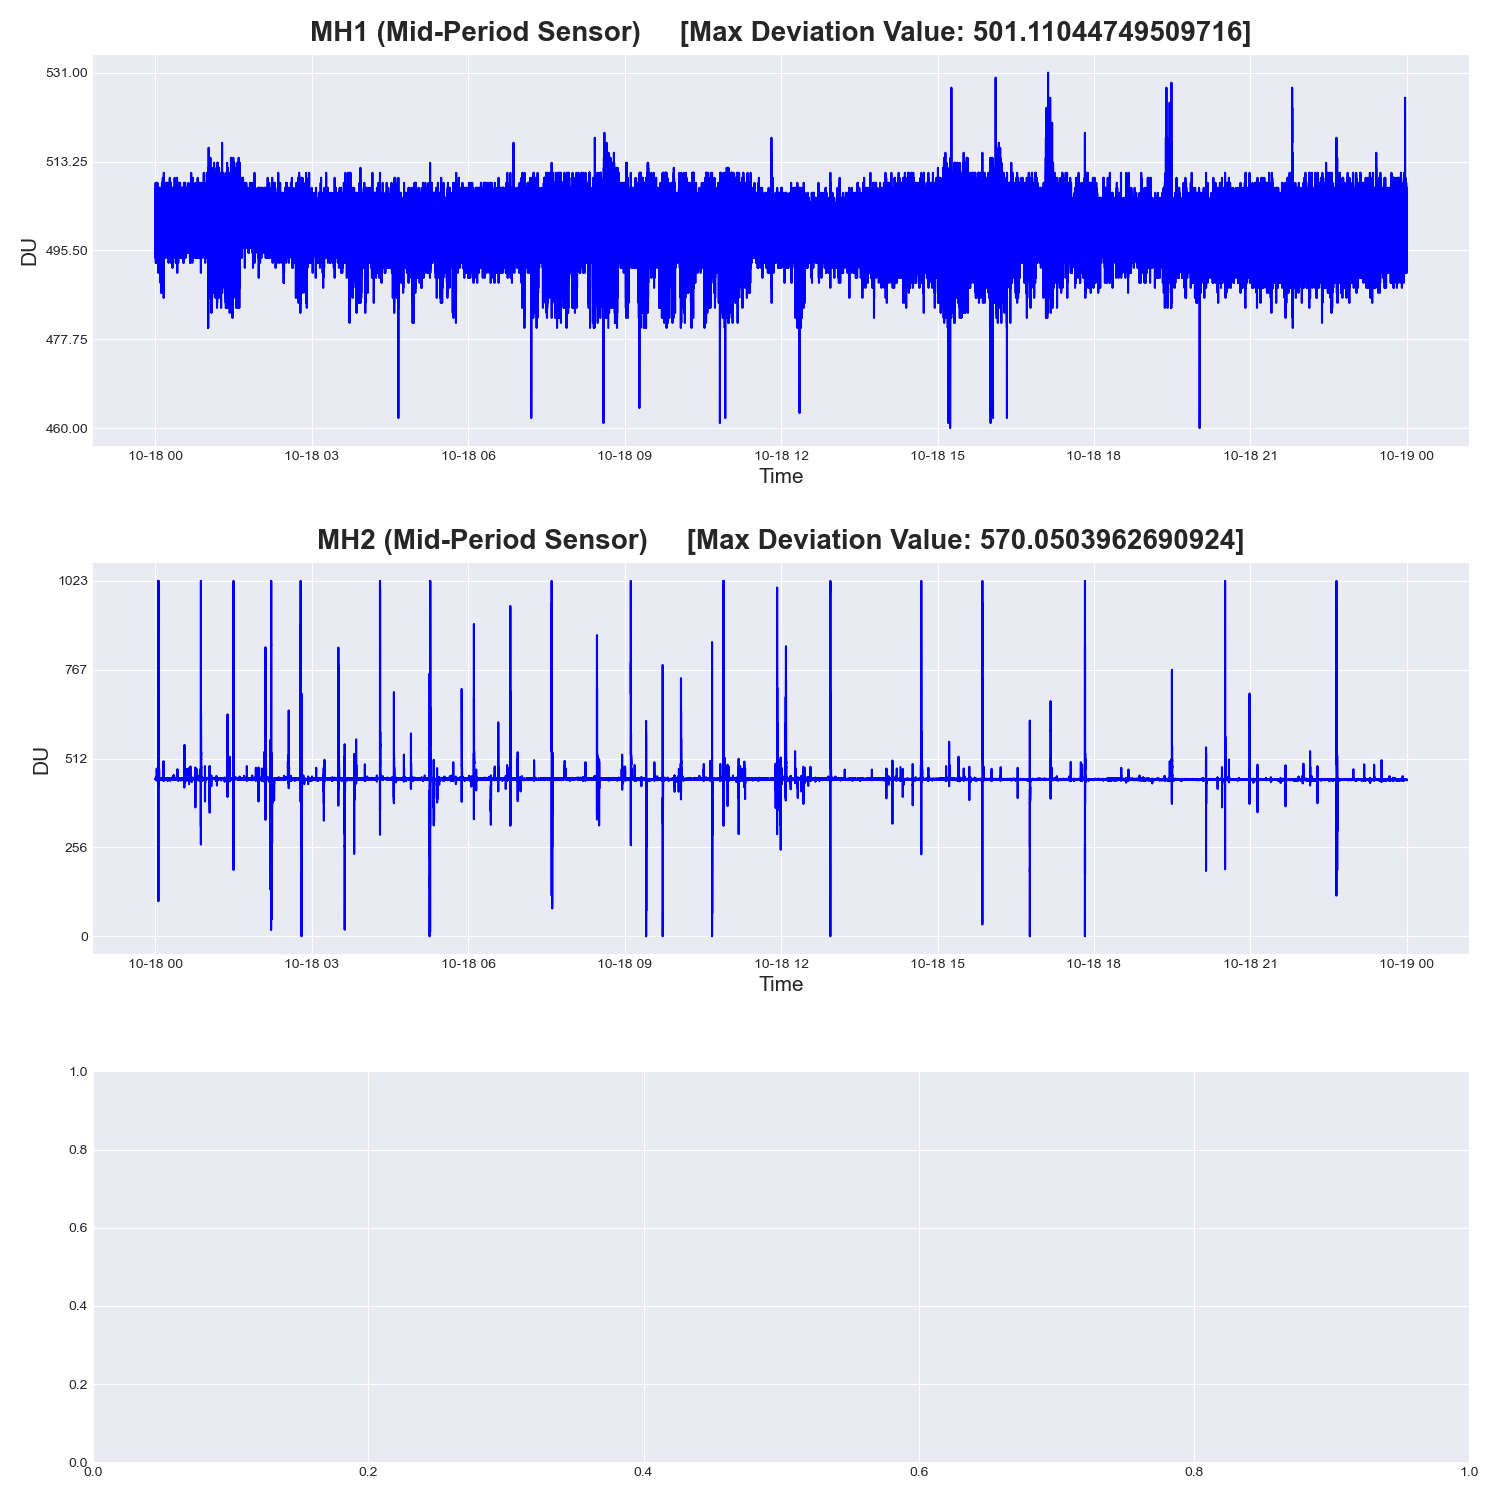 MH1 (Mid-Period Sensor) [Max Deviation Value: 501.11044749509716]
531.00
513.25
495.50
477.75
460.00
DU
10-18 00 10-18 03 10-18 06 10-18 09 10-18 12 10-18 15 10-18 18 10-18 21 10-19 00
Time
MH2 (Mid-Period Sensor) [Max Deviation Value: 570.0503962690924]
1023
767
512
256
0
DU
10-18 00 10-18 03 10-18 06 10-18 09 10-18 12 10-18 15 10-18 18 10-18 21 10-19 00
Time
1.0
0.8
0.6
0.4
0.2
0.0
0.0 0.2 0.4 0.6 0.8 1.0